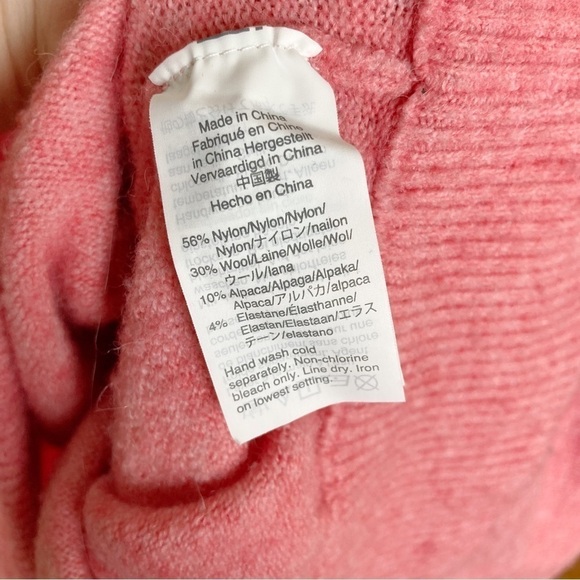 Made in China
Fabriqué en Chine
in China Hergestellt
Vervaardigd in China
中国製
Hecho en China
56% Nylon/Nylon/Nylon/
Nylon/ナイロン/nailon
30% Wool/Laine/Wolle/Wol/
ウール/lana
10% Alpaca/Alpaga/Alpaka/
Alpaca/アルパカ/alpaca
4% Elastane/Élasthanne/
Elastan/Elastaan/エラス
テーン/elastano
Hand wash cold
separately. Non-chlorine
bleach only. Line dry. Iron
on lowest setting.